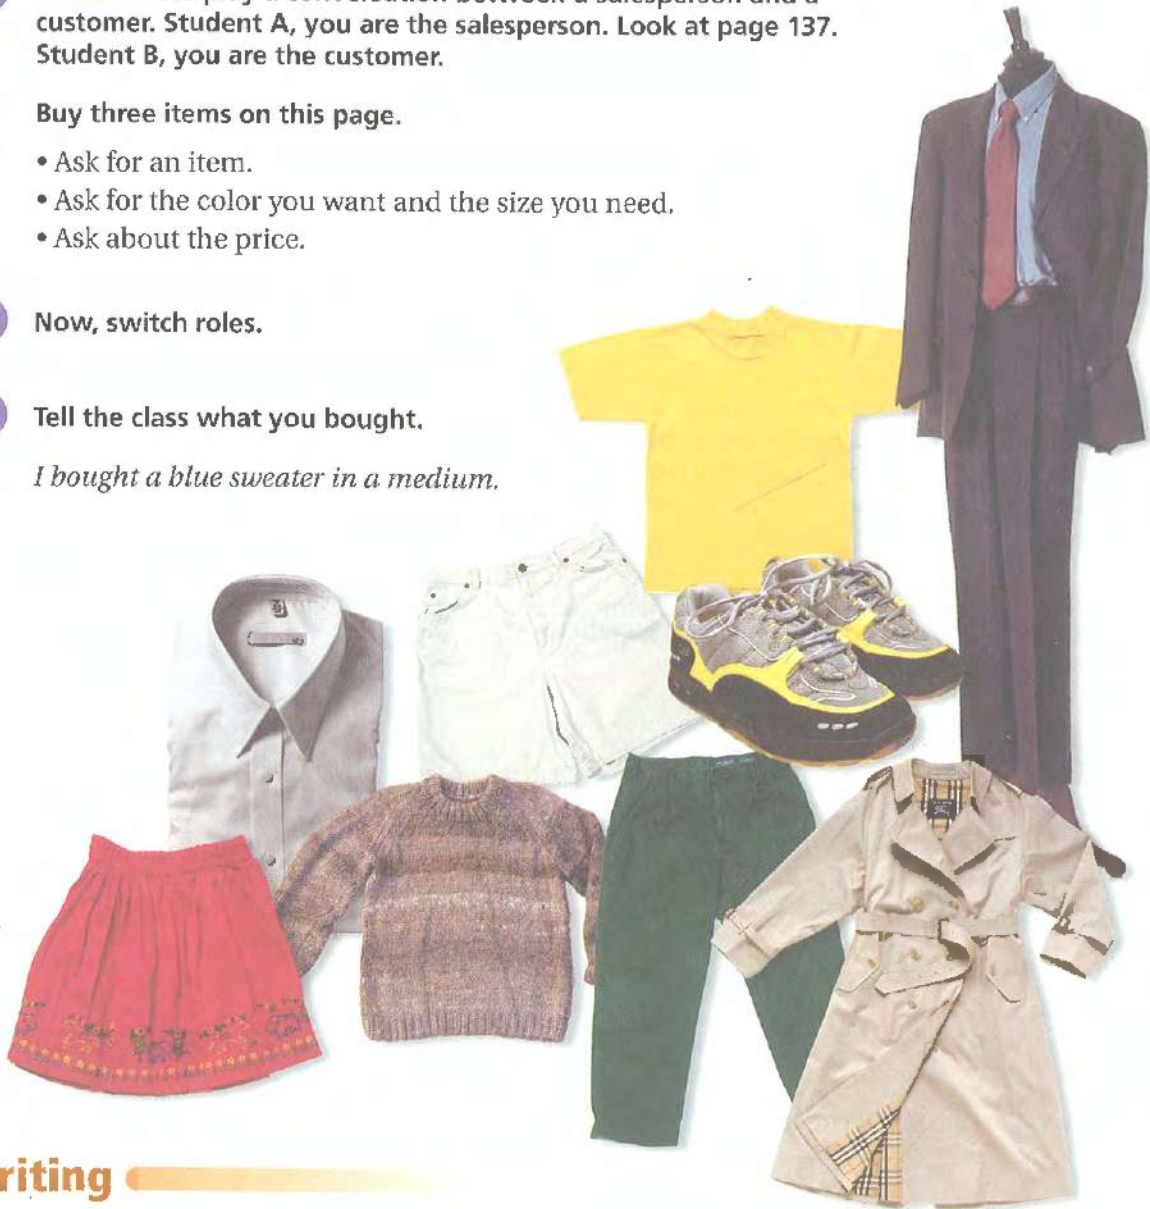 customer. Student A, you are the salesperson. Look at page 137.
Student B, you are the customer.
Buy three items on this page.
• Ask for an item.
• Ask for the color you want and the size you need.
• Ask about the price.
Now, switch roles.
Tell the class what you bought.
I bought a blue sweater in a medium.
riting